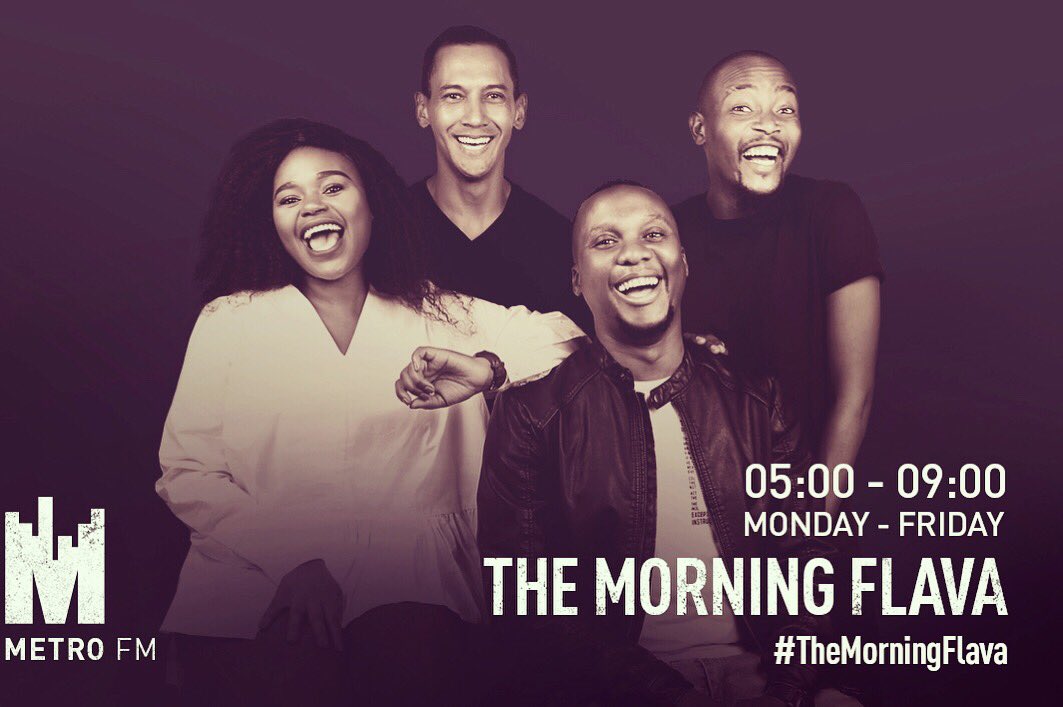 05:00 - 09:00
MONDAY - FRIDAY
THE MORNING FLAVA
#TheMorningFlava
METRO FM